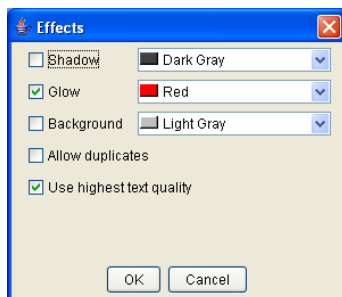 Effects
Shadow Dark Gray
Glow Red
Background Light Gray
Allow duplicates
Use highest text quality
OK Cancel